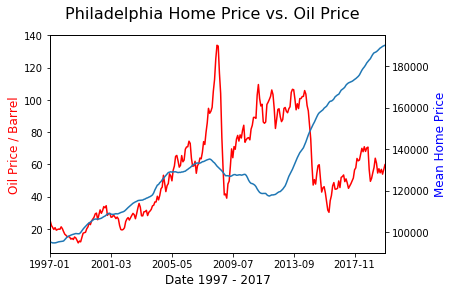 Philadelphia Home Price vs. Oil Price
140
120
100
80
60
40
20
Oil Price / Barrel
180000
160000
140000
120000
100000
Mean Home Price
1997-01 2001-03 2005-05 2009-07 2013-09 2017-11
Date 1997 - 2017